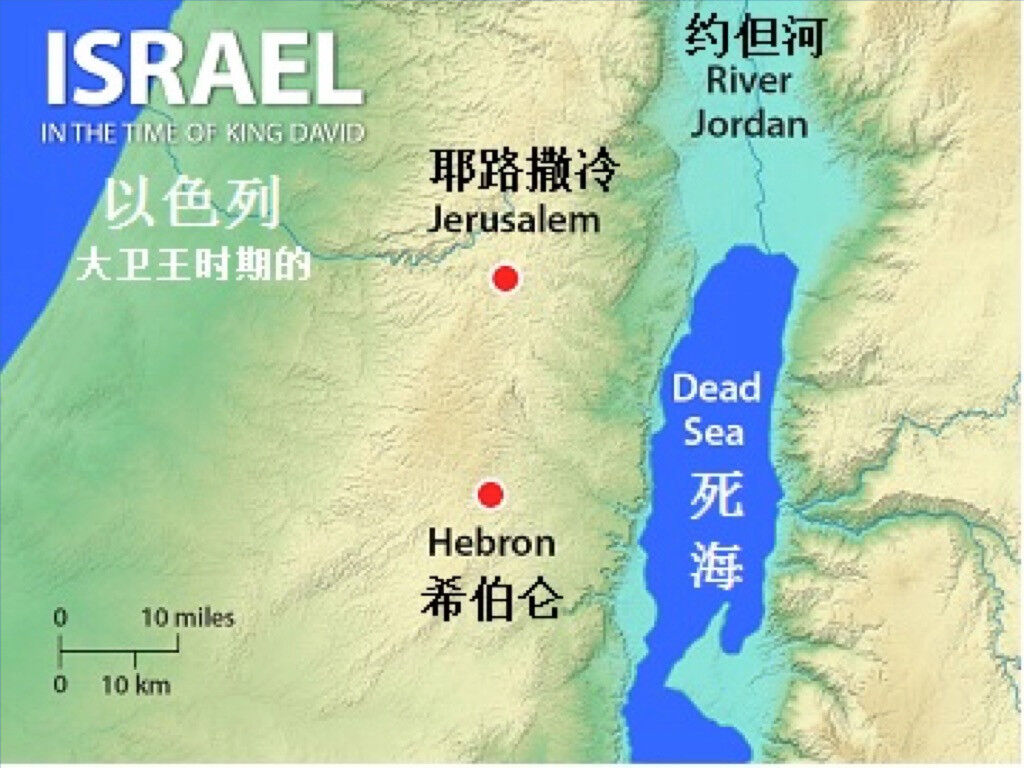 ISRAEL
IN THE TIME OF KING DAVID
以色列
大卫王时期的
约但河
River
Jordan
耶路撒冷
Jerusalem
Dead
Sea
死
海
Hebron
希伯仑
0 10 miles
0 10 km